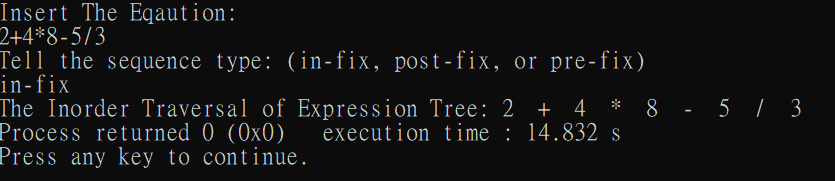 Insert The Eqaution:
2+4*8-5/3
Tell the sequence type: (in-fix, post-fix, or pre-fix)
in-fix
The Inorder Traversal of Expression Tree: 2  +  4  *  8  -  5  /  3
Process returned 0 (0x0)   execution time : 14.832 s
Press any key to continue.